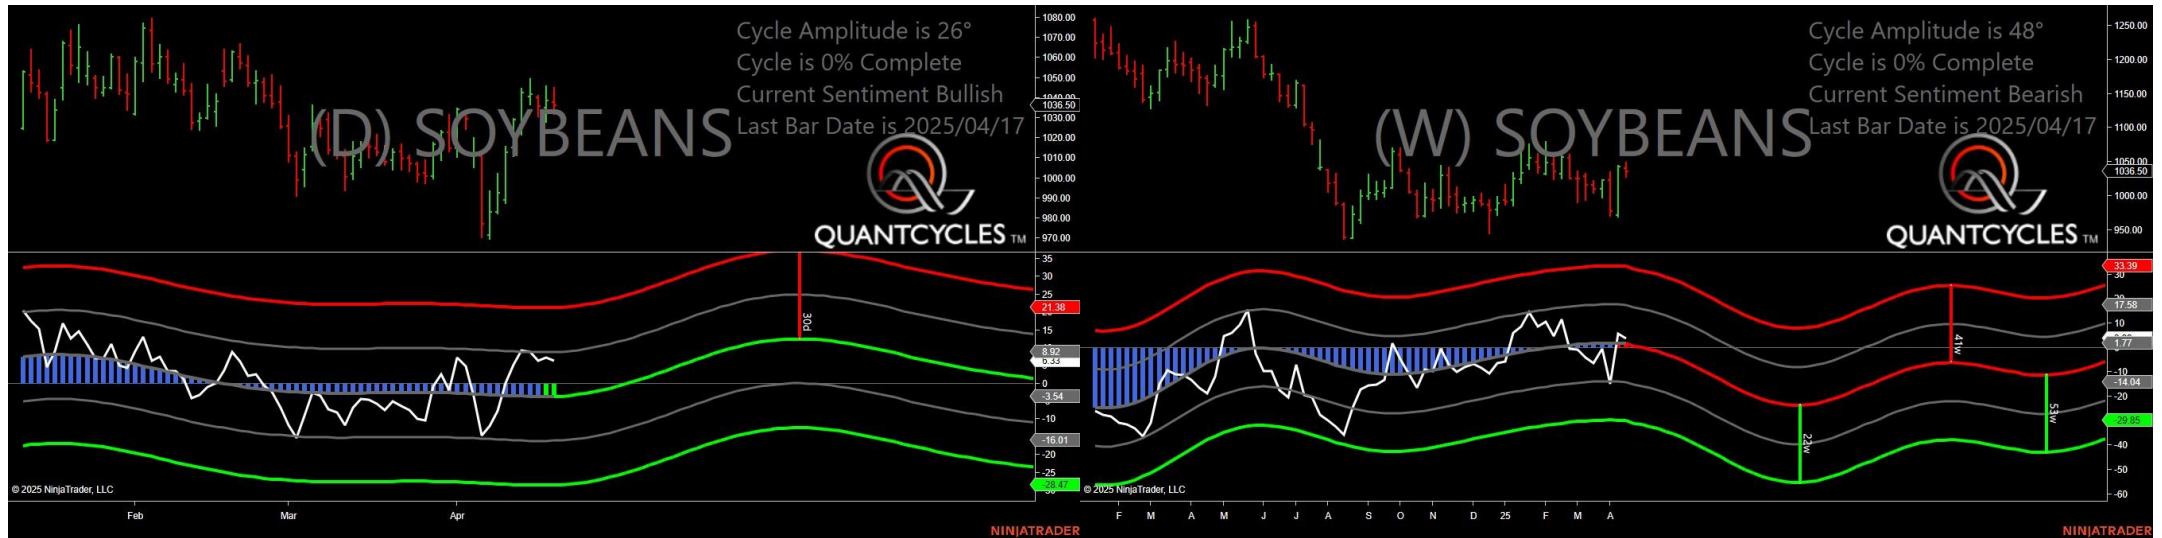 Cycle Amplitude is 26°
Cycle is 0% Complete
Current Sentiment Bullish
Last Bar Date is 2025/04/17
(D) SOYBEANS
QUANTCYCLES TM
1080.00
1070.00
1060.00
1050.00
1040.00
1036.50
1030.00
1020.00
1010.00
1000.00
990.00
980.00
970.00
35
30
25
21.38
15
8.92
6.33
0
-3.54
-10
-16.01
-20
-25
-28.47
30d
© 2025 NinjaTrader, LLC
Feb Mar Apr
NINJATRADER
Cycle Amplitude is 48°
Cycle is 0% Complete
Current Sentiment Bearish
Last Bar Date is 2025/04/17
(W) SOYBEANS
QUANTCYCLES TM
1250.00
1200.00
1150.00
1100.00
1050.00
1036.50
1000.00
950.00
33.39
30
17.58
10
1.77
-10
-14.04
-20
-29.85
-40
-50
-60
41w
22w
53w
© 2025 NinjaTrader, LLC
F M A M J J A S O N D 25 F M A
NINJATRADER